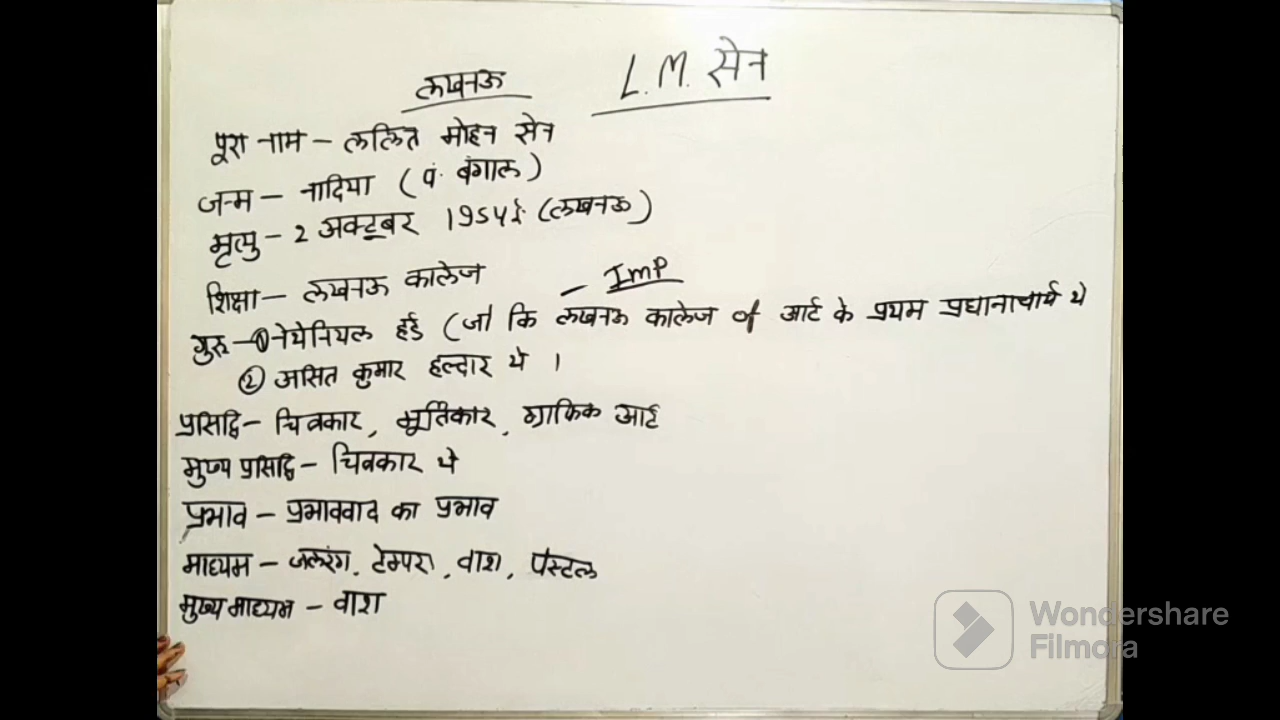 लखनऊ
L.M. सेन
पूरा नाम – ललित मोहन सेन
जन्म – नादिया (पं. बंगाल)
मृत्यु – 2 अक्टूबर 1954ई. (लखनऊ)
शिक्षा – लखनऊ कालेज
– Imp
गुरु – ① नेथेनियल हर्ड (जो कि लखनऊ कालेज of आर्ट के प्रथम प्रधानाचार्य थे
② असित कुमार हल्दार थे ।
प्रसिद्वि – चित्रकार, मूर्तिकार, ग्राफिक आर्ट
मुख्य प्रसिद्वि – चित्रकार थे
प्रभाव – प्रभाववाद का प्रभाव
माध्यम – जलरंग, टेम्परा, वाश, पेस्टल
मुख्य माध्यम – वाश
Wondershare
Filmora